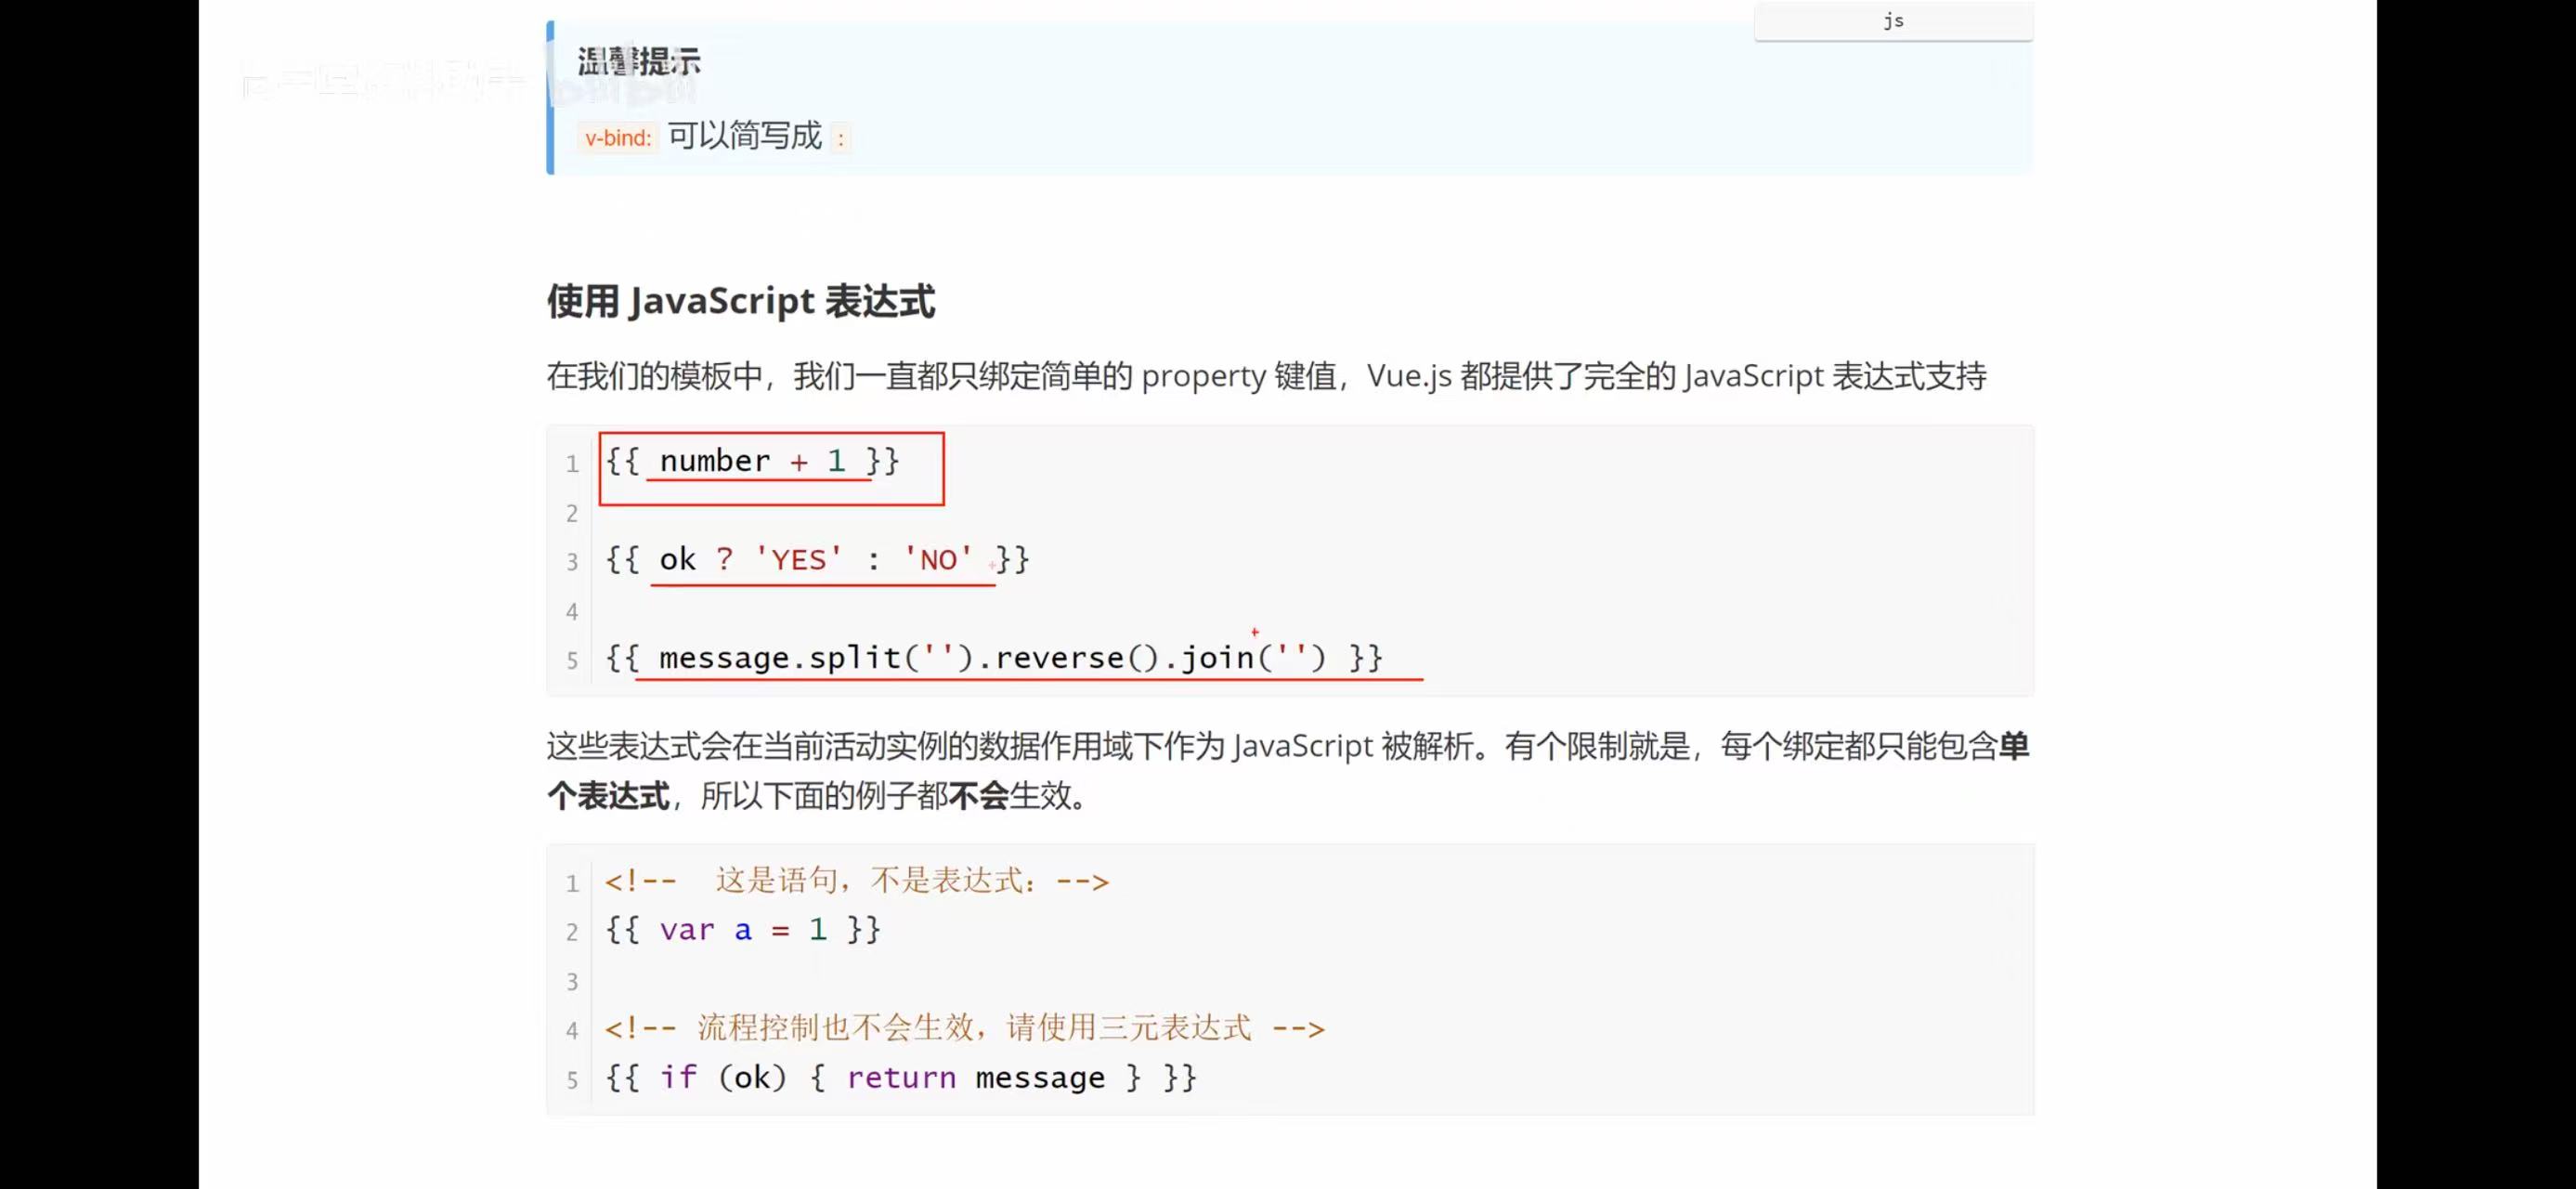 js
温馨提示
v-bind: 可以简写成 :
使用 JavaScript 表达式
在我们的模板中，我们一直都只绑定简单的 property 键值，Vue.js 都提供了完全的 JavaScript 表达式支持
1 {{ number + 1 }}
2
3 {{ ok ? 'YES' : 'NO' }}
4
5 {{ message.split('').reverse().join('') }}
这些表达式会在当前活动实例的数据作用域下作为 JavaScript 被解析。有个限制就是，每个绑定都只能包含单
个表达式，所以下面的例子都不会生效。
1 <!--  这是语句，不是表达式：-->
2 {{ var a = 1 }}
3
4 <!-- 流程控制也不会生效，请使用三元表达式 -->
5 {{ if (ok) { return message } }}